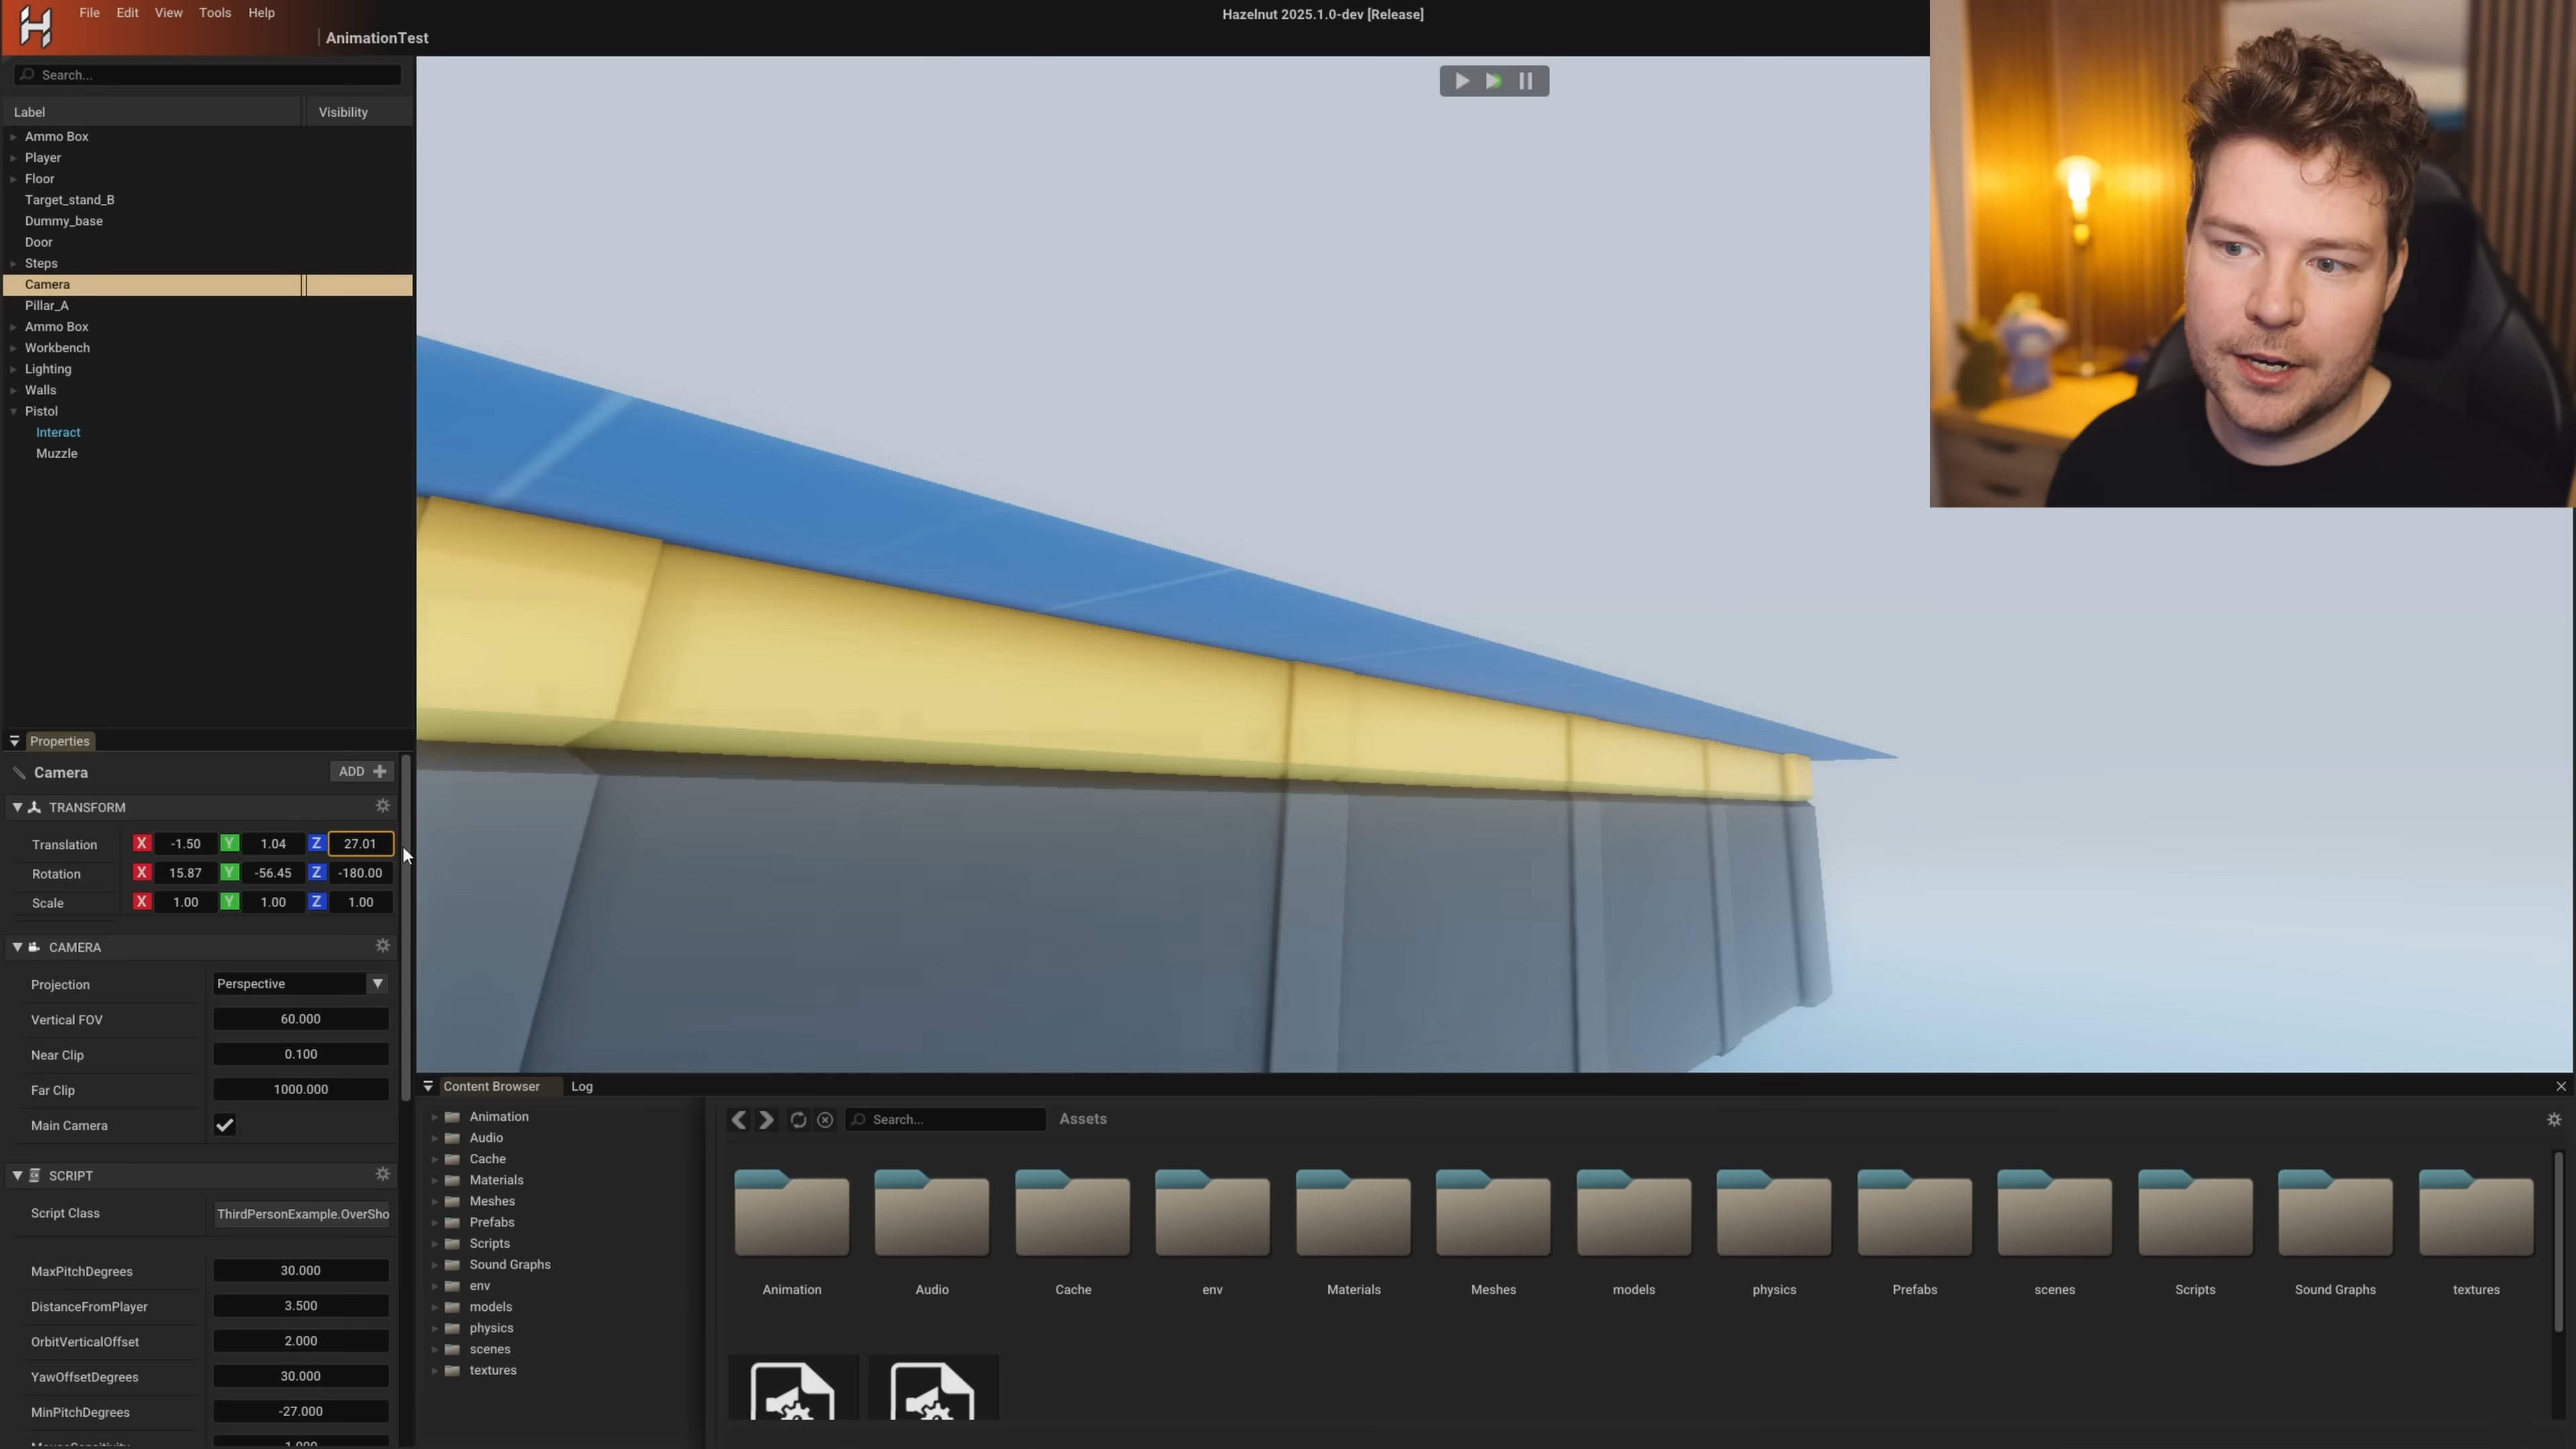 File Edit View Tools Help
Hazelnut 2025.1.0-dev [Release]
AnimationTest
Search...
Label Visibility
Ammo Box
Player
Floor
Target_stand_B
Dummy_base
Door
Steps
Camera
Pillar_A
Ammo Box
Workbench
Lighting
Walls
Pistol
Interact
Muzzle
Properties
Camera ADD
TRANSFORM
Translation X -1.50 Y 1.04 Z 27.01
Rotation X 15.87 Y -56.45 Z -180.00
Scale X 1.00 Y 1.00 Z 1.00
CAMERA
Projection Perspective
Vertical FOV 60.000
Near Clip 0.100
Far Clip 1000.000
Main Camera
SCRIPT
Script Class ThirdPersonExample.OverSho
MaxPitchDegrees 30.000
DistanceFromPlayer 3.500
OrbitVerticalOffset 2.000
YawOffsetDegrees 30.000
MinPitchDegrees -27.000
Content Browser Log
Animation
Audio
Cache
Materials
Meshes
Prefabs
Scripts
Sound Graphs
env
models
physics
scenes
textures
Search... Assets
Animation Audio Cache env Materials Meshes models physics Prefabs scenes Scripts Sound Graphs textures